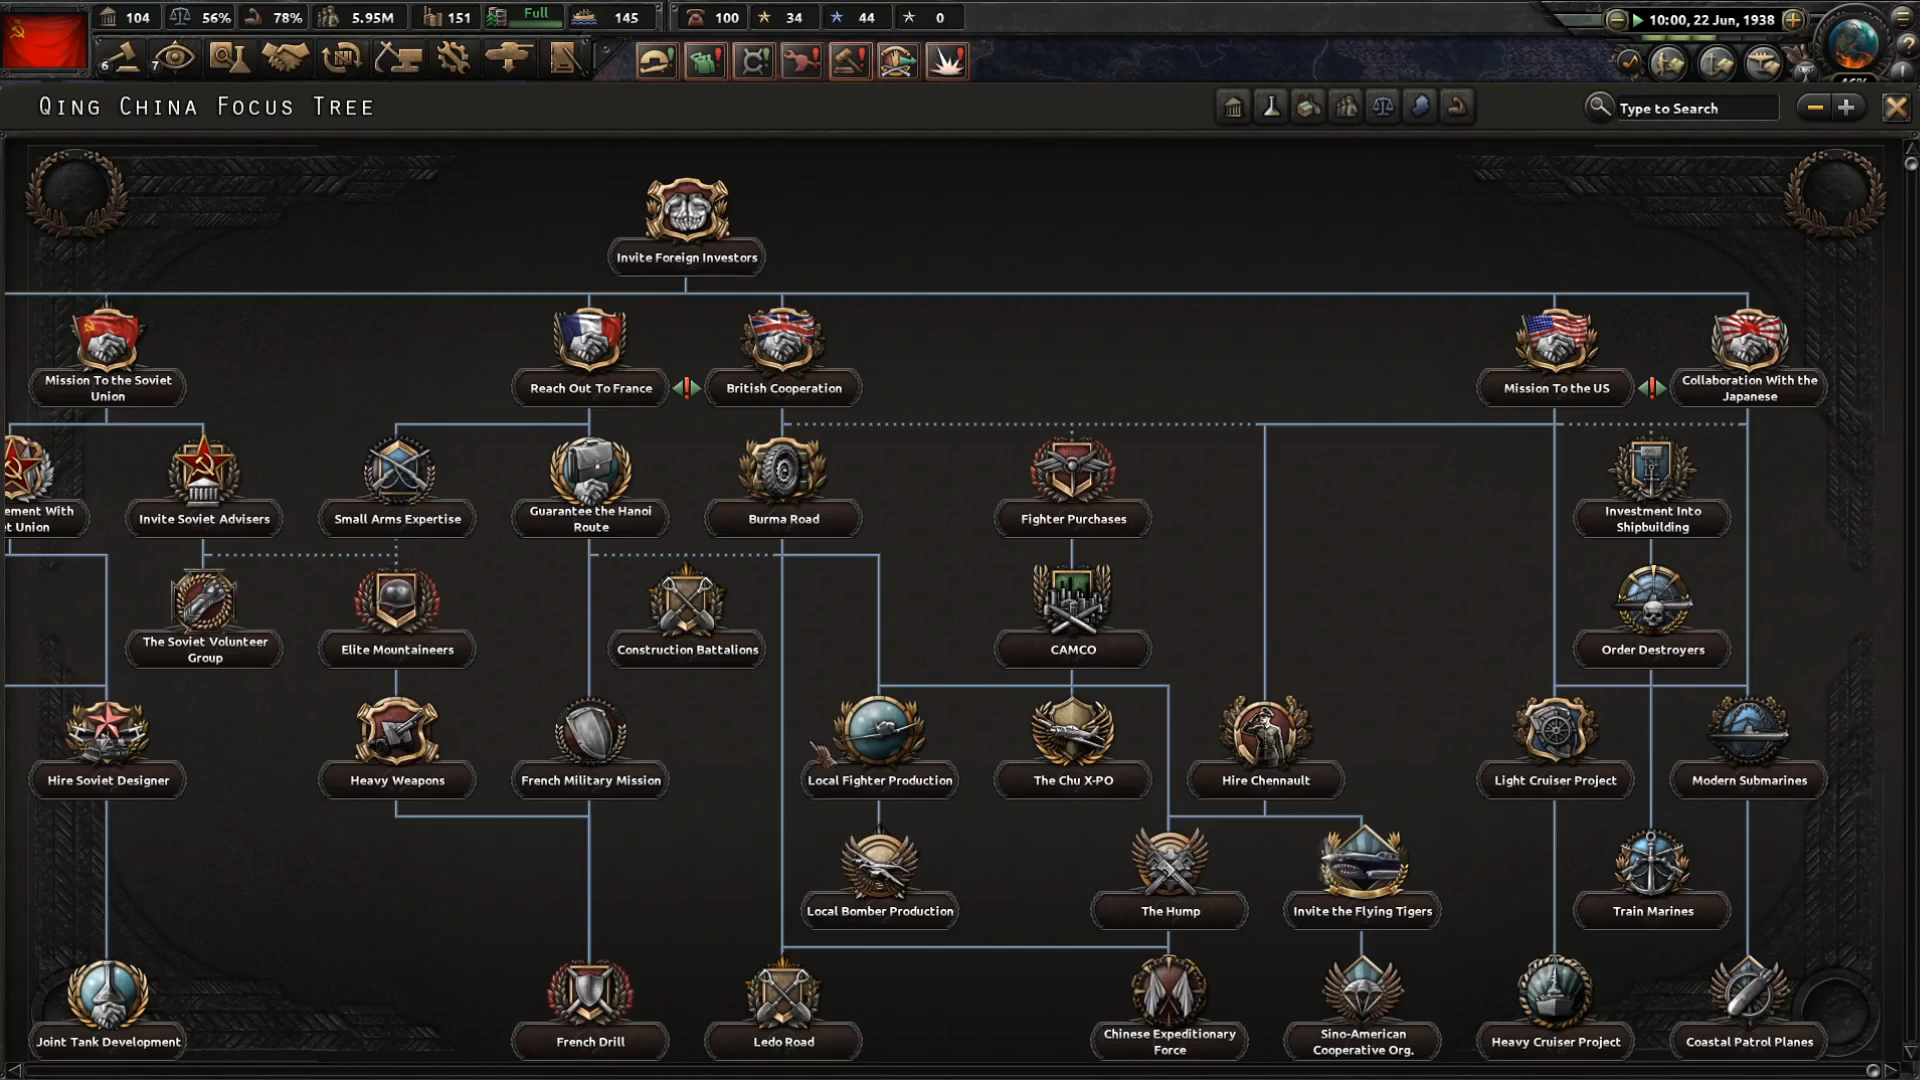 104
56%
78%
5.95M
151
Full
145
100
34
44
0
10:00, 22 Jun, 1938
6
7
Qing China Focus Tree
Type to Search
Invite Foreign Investors
Mission To the Soviet
Union
Reach Out To France
British Cooperation
Mission To the US
Collaboration With the
Japanese
ement With
t Union
Invite Soviet Advisers
Small Arms Expertise
Guarantee the Hanoi
Route
Burma Road
Fighter Purchases
Investment Into
Shipbuilding
The Soviet Volunteer
Group
Elite Mountaineers
Construction Battalions
CAMCO
Order Destroyers
Hire Soviet Designer
Heavy Weapons
French Military Mission
Local Fighter Production
The Chu X-PO
Hire Chennault
Light Cruiser Project
Modern Submarines
Local Bomber Production
The Hump
Invite the Flying Tigers
Train Marines
Joint Tank Development
French Drill
Ledo Road
Chinese Expeditionary
Force
Sino-American
Cooperative Org.
Heavy Cruiser Project
Coastal Patrol Planes